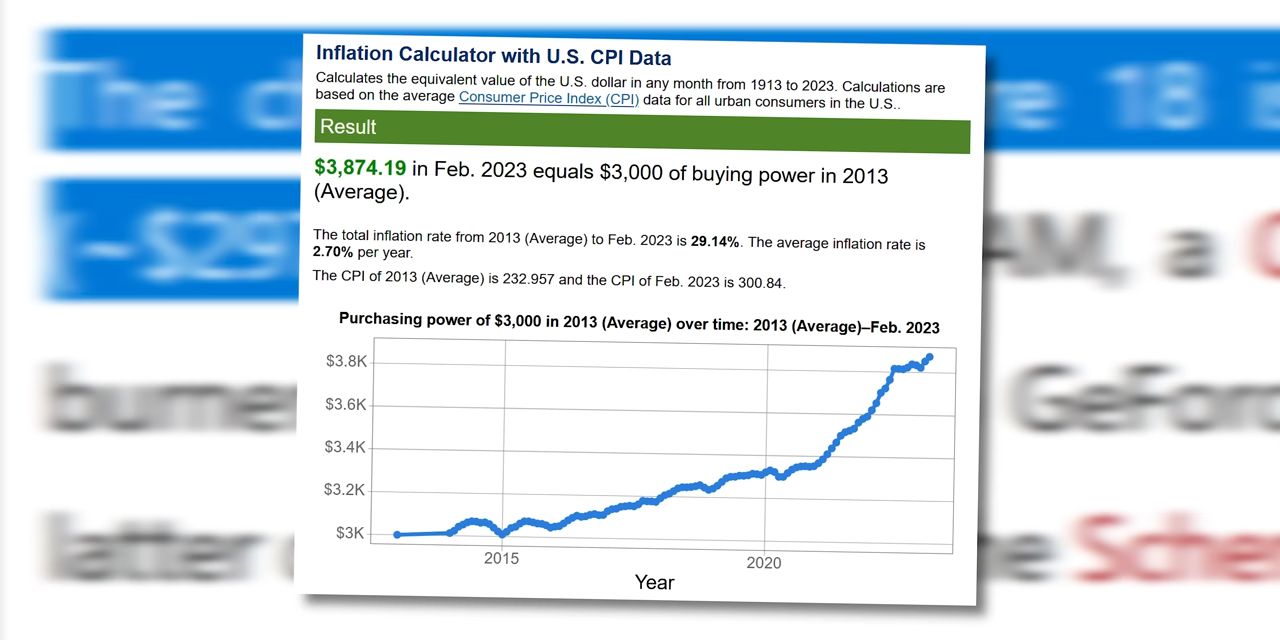 Inflation Calculator with U.S. CPI Data
Calculates the equivalent value of the U.S. dollar in any month from 1913 to 2023. Calculations are
based on the average Consumer Price Index (CPI) data for all urban consumers in the U.S..
Result
$3,874.19 in Feb. 2023 equals $3,000 of buying power in 2013
(Average).
The total inflation rate from 2013 (Average) to Feb. 2023 is 29.14%. The average inflation rate is
2.70% per year.
The CPI of 2013 (Average) is 232.957 and the CPI of Feb. 2023 is 300.84.
Purchasing power of $3,000 in 2013 (Average) over time: 2013 (Average)–Feb. 2023
$3.8K
$3.6K
$3.4K
$3.2K
$3K
2015 2020
Year
The
18
a
burner
GeForc
latter